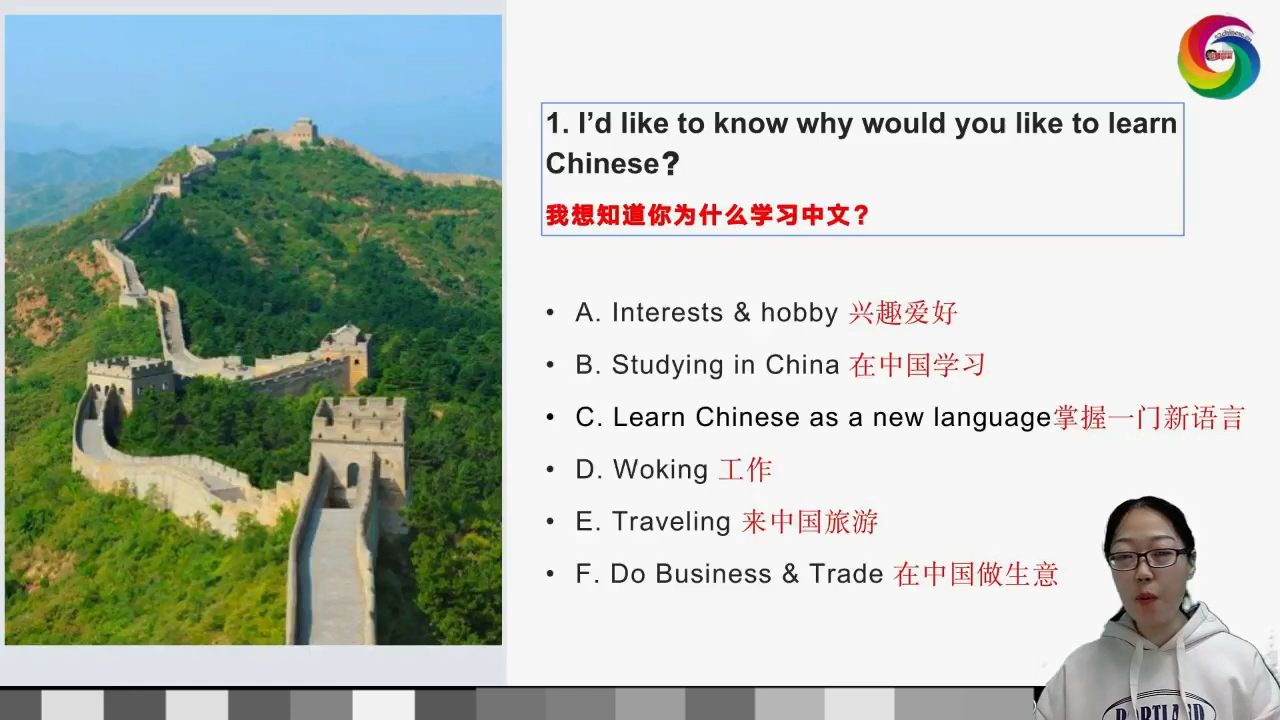 1. I’d like to know why would you like to learn
Chinese?
我想知道你为什么学习中文?
• A. Interests & hobby 兴趣爱好
• B. Studying in China 在中国学习
• C. Learn Chinese as a new language掌握一门新语言
• D. Woking 工作
• E. Traveling 来中国旅游
• F. Do Business & Trade 在中国做生意
PORTLAND